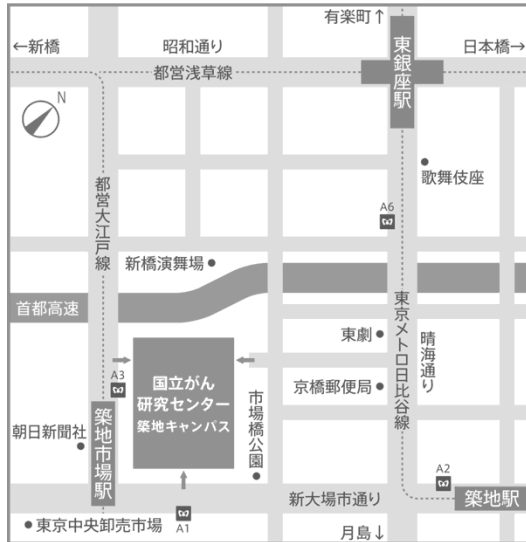 有楽町↑
←新橋
昭和通り
日本橋→
都営浅草線
東銀座駅
N
都営大江戸線
歌舞伎座
A6
新橋演舞場
首都高速
東京メトロ日比谷線
晴海通り
東劇
A3
国立がん
研究センター
築地キャンパス
京橋郵便局
市場橋公園
朝日新聞社
築地市場駅
A2
新大場市通り
築地駅
東京中央卸売市場
A1
月島↓